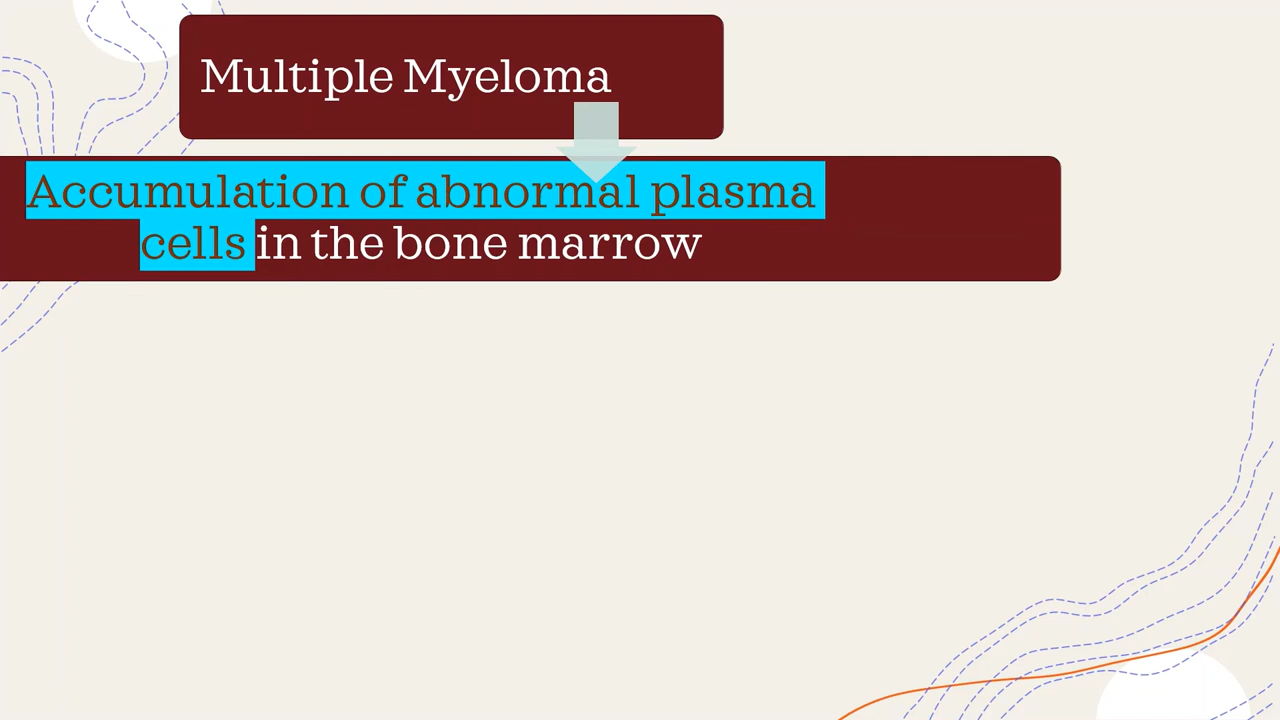 Multiple Myeloma
Accumulation of abnormal plasma
cells in the bone marrow